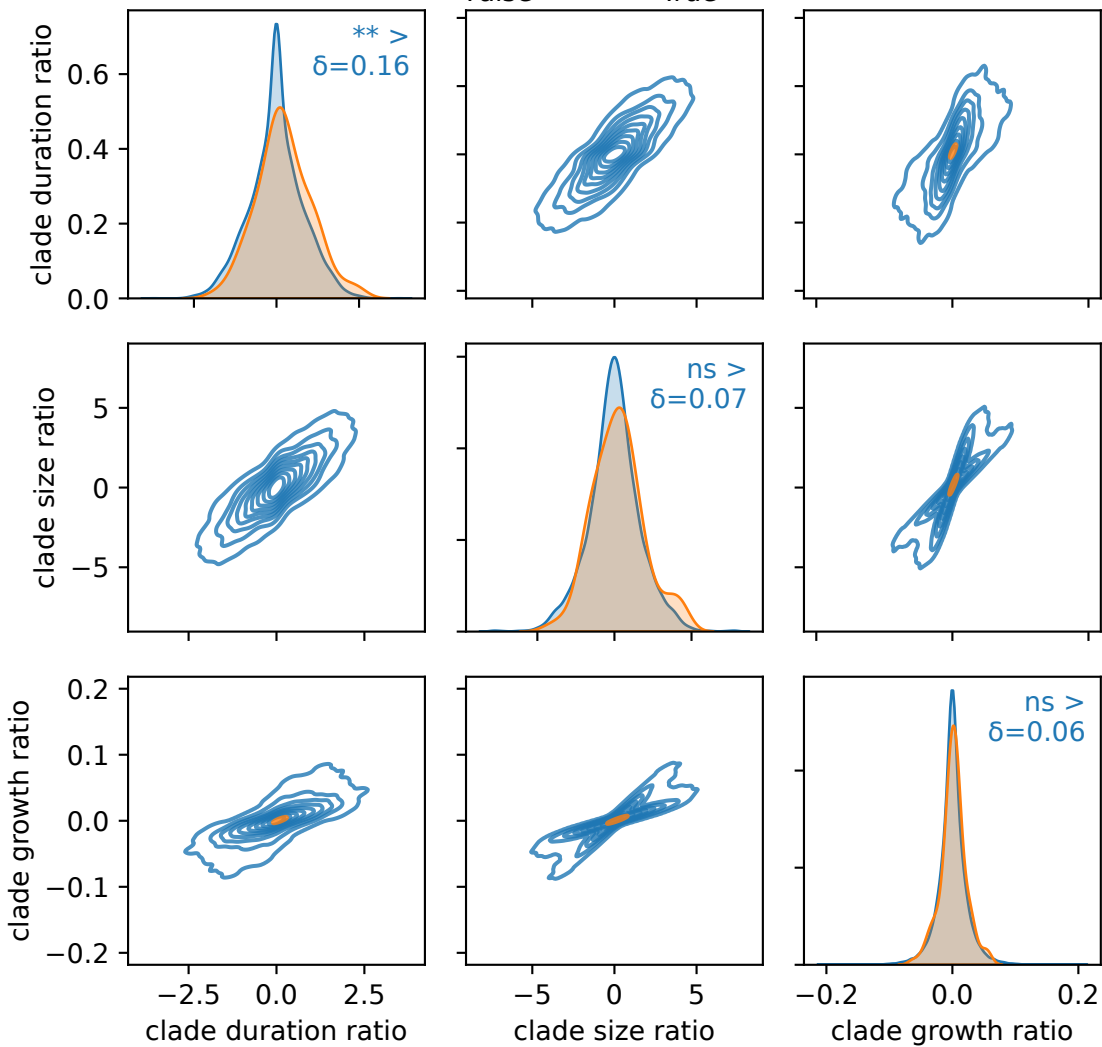 ** >
δ=0.16
clade duration ratio
0.6
0.4
0.2
0.0
ns >
δ=0.07
clade size ratio
5
0
−5
ns >
δ=0.06
clade growth ratio
0.2
0.1
0.0
−0.1
−0.2
−2.5 0.0 2.5
−5 0 5
−0.2 0.0 0.2
clade duration ratio
clade size ratio
clade growth ratio